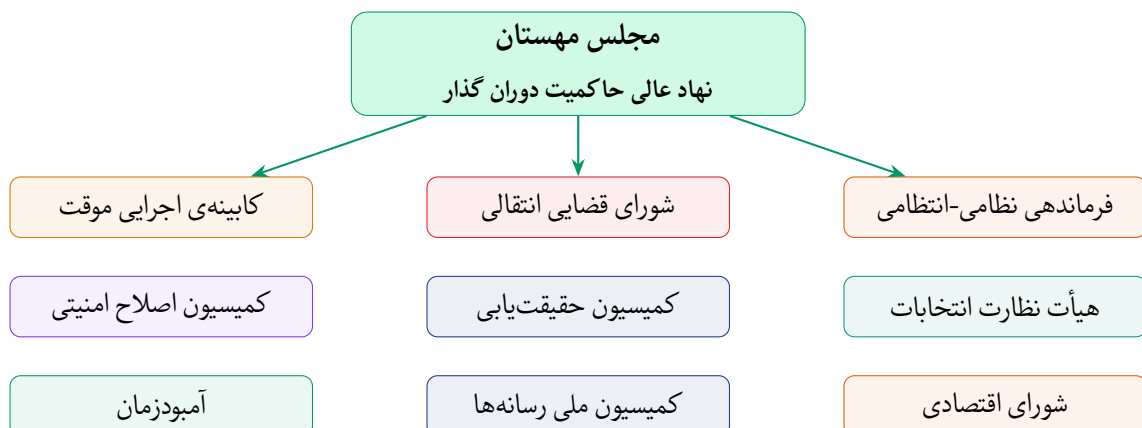 مجلس مهستان
نهاد عالی حاکمیت دوران گذار
فرماندهی نظامی-انتظامی
شورای قضایی انتقالی
کابینه‌ی اجرایی موقت
هیأت نظارت انتخابات
کمیسیون حقیقت‌یابی
کمیسیون اصلاح امنیتی
شورای اقتصادی
کمیسیون ملی رسانه‌ها
آمبودزمان